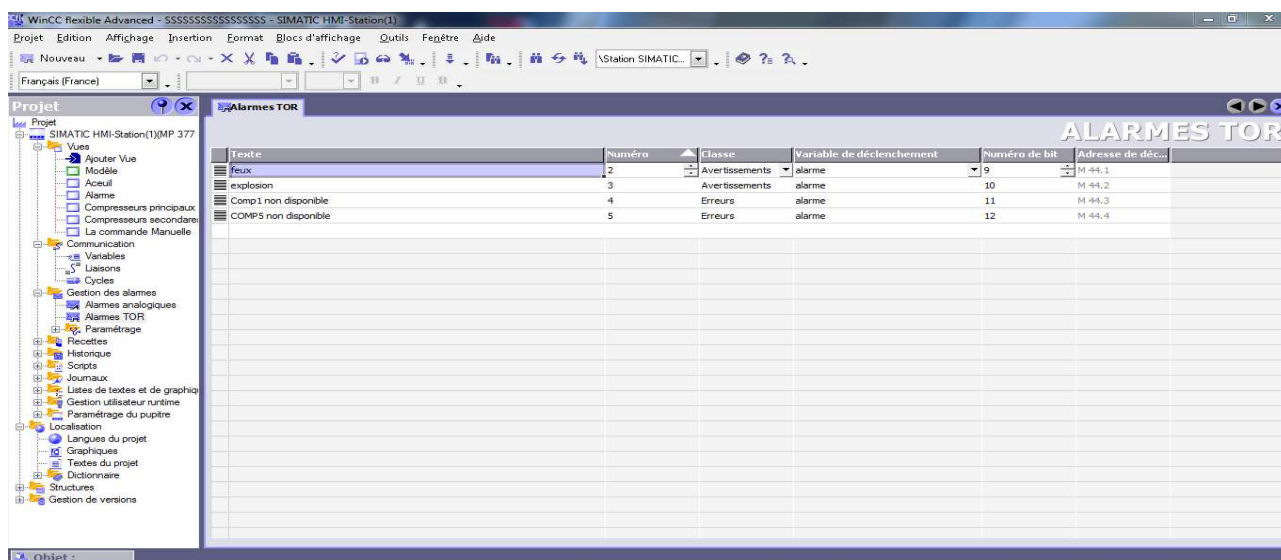 WinCC flexible Advanced - SSSSSSSSSSSSSSSSSS - SIMATIC HMI-Station(1)
Projet Edition Affichage Insertion Format Blocs d'affichage Outils Fenêtre Aide
Nouveau \Station SIMATIC...
Français (France) B I U
Projet
Projet
SIMATIC HMI-Station(1)(MP 377
Vues
Ajouter Vue
Modèle
Aceuil
Alarme
Compresseurs principaux
Compresseurs secondares
La commande Manuelle
Communication
Variables
Liaisons
Cycles
Gestion des alarmes
Alarmes analogiques
Alarmes TOR
Paramétrage
Recettes
Historique
Scripts
Journaux
Listes de textes et de graphiq
Gestion utilisateur runtime
Paramétrage du pupitre
Localisation
Langues du projet
Graphiques
Textes du projet
Dictionnaire
Structures
Gestion de versions
Alarmes TOR
ALARMES TOR
Texte Numéro Classe Variable de déclenchement Numéro de bit Adresse de déc...
feux 2 Avertissements alarme 9 M 44.1
explosion 3 Avertissements alarme 10 M 44.2
Comp1 non disponible 4 Erreurs alarme 11 M 44.3
COMP5 non disponible 5 Erreurs alarme 12 M 44.4
Objet :